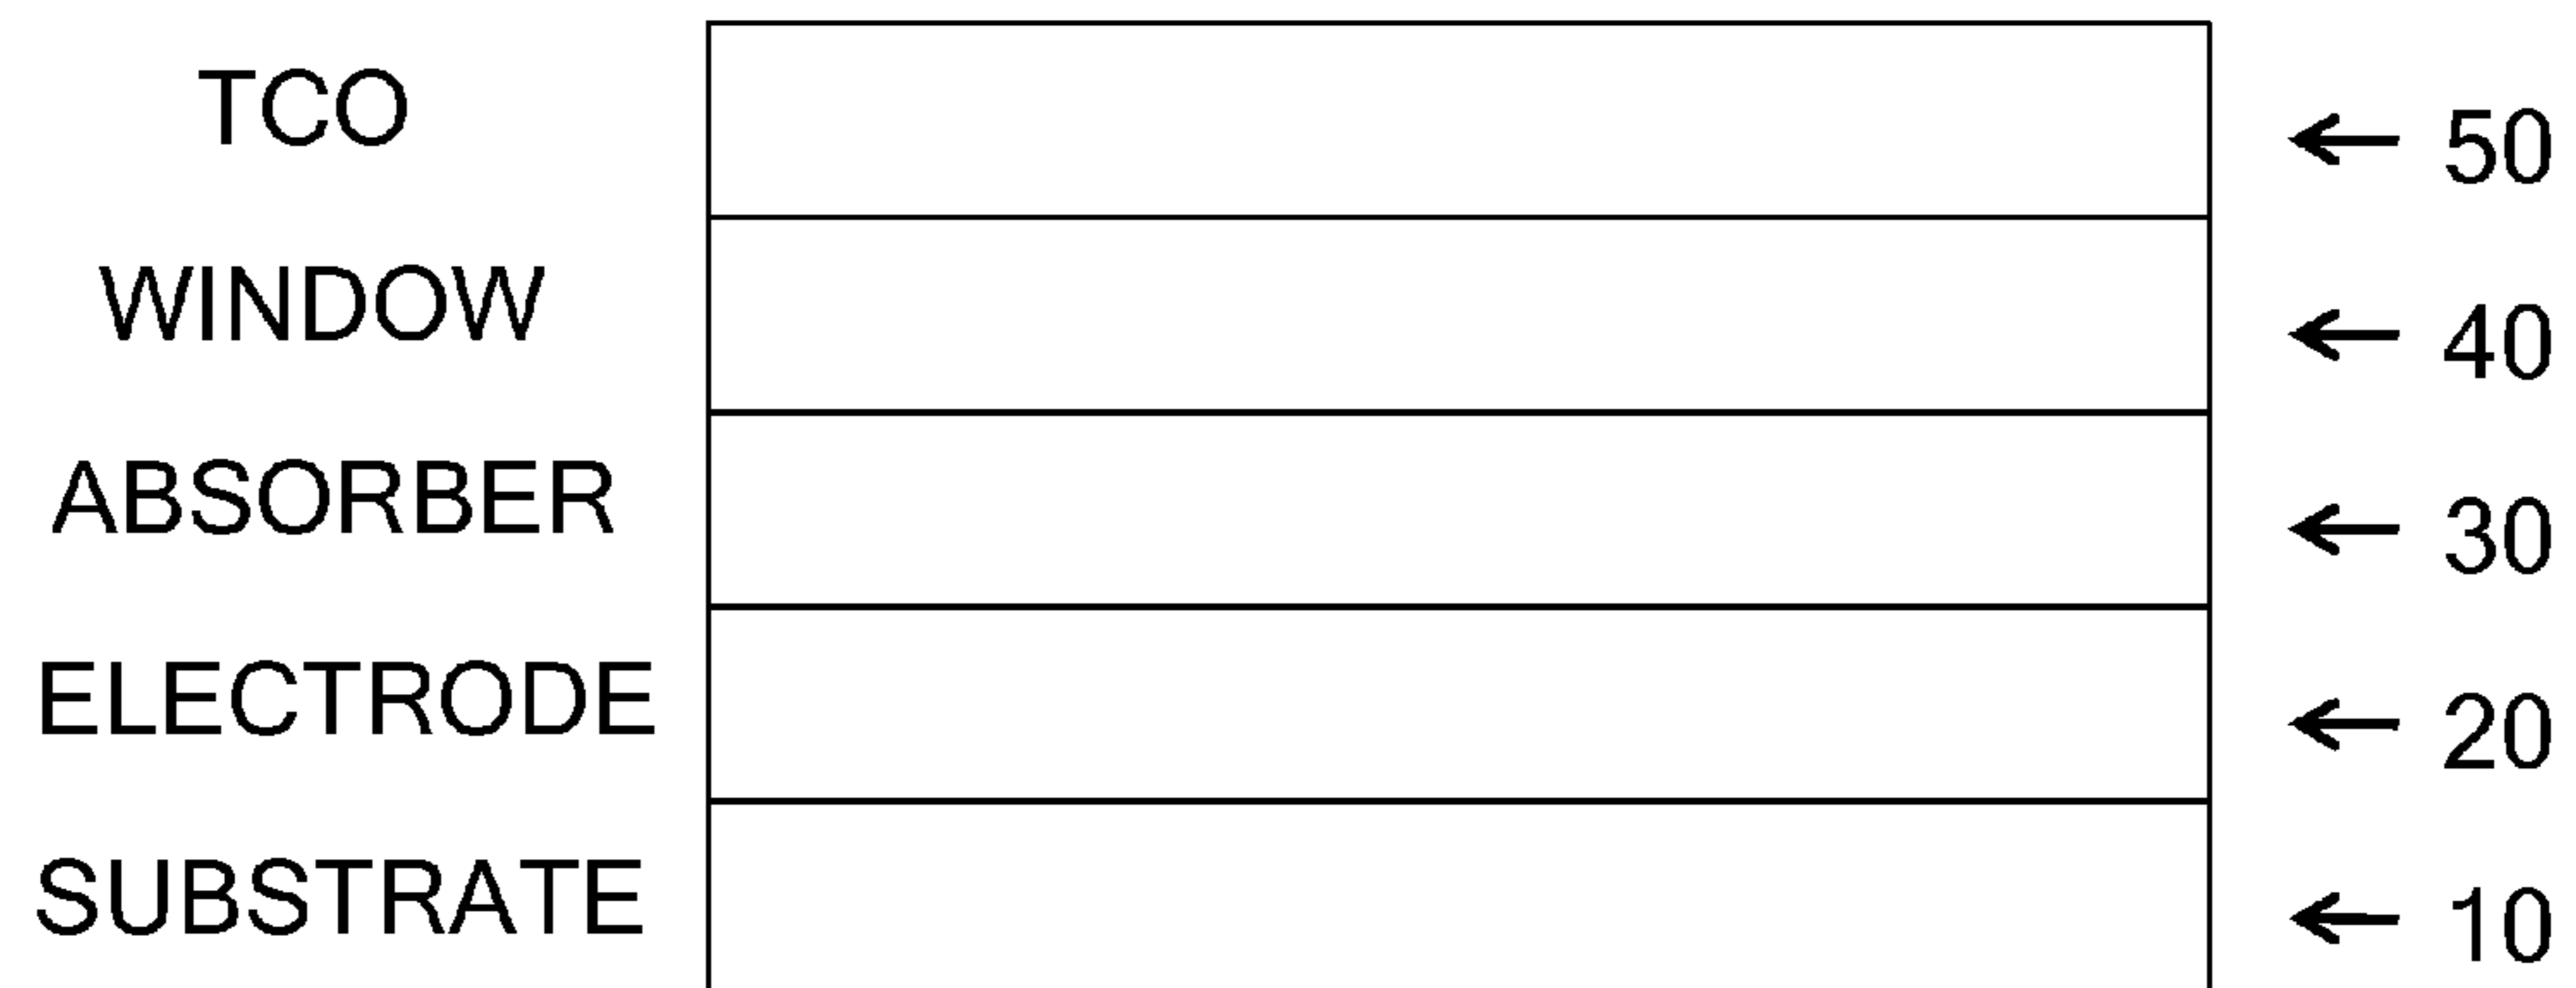 TCO ← 50
WINDOW ← 40
ABSORBER ← 30
ELECTRODE ← 20
SUBSTRATE ← 10